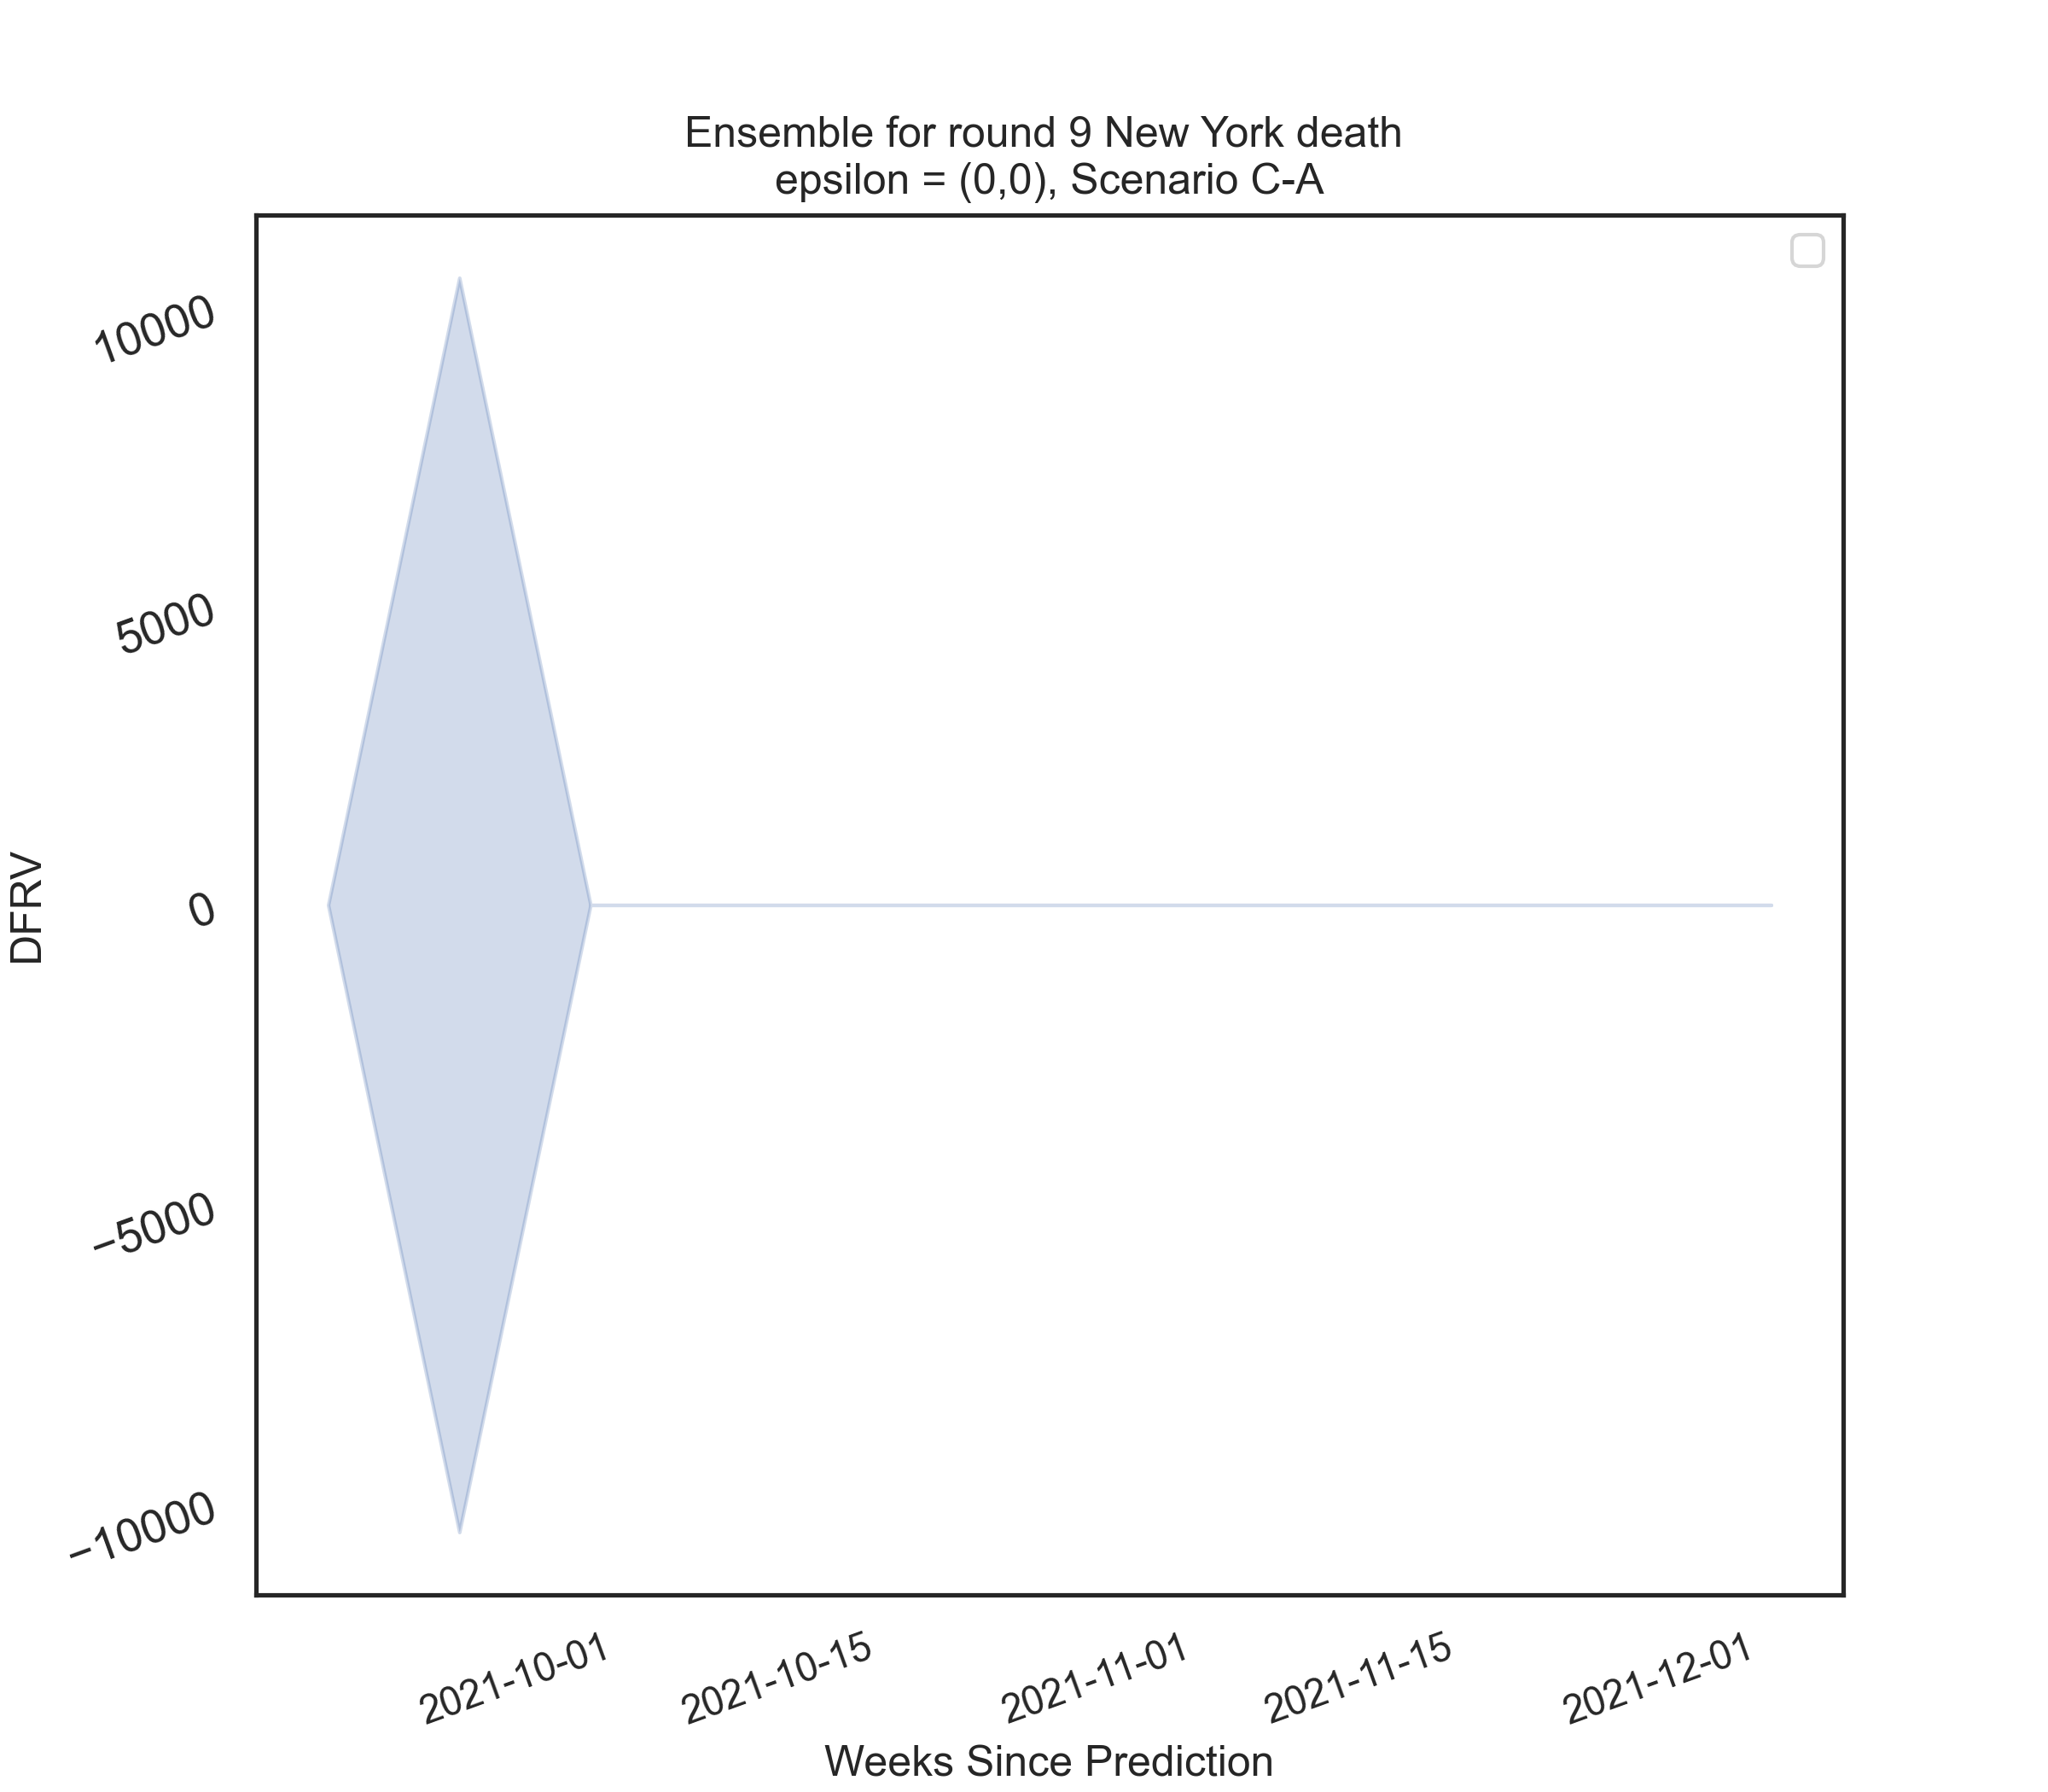 Ensemble for round 9 New York death
epsilon = (0,0), Scenario C-A
10000
5000
0
−5000
−10000
DFRV
2021-10-01
2021-10-15
2021-11-01
2021-11-15
2021-12-01
Weeks Since Prediction